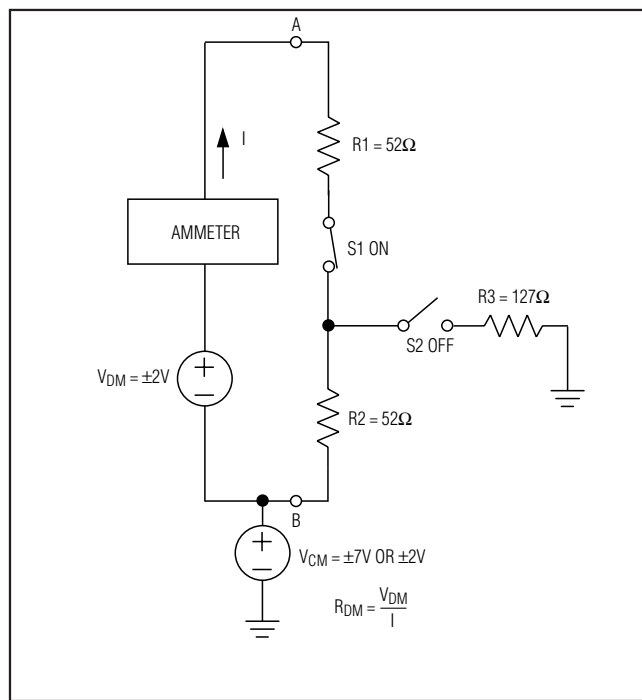 A
I
R1 = 52Ω
AMMETER
S1 ON
R3 = 127Ω
S2 OFF
+
VDM = ±2V
−
R2 = 52Ω
B
+
VCM = ±7V OR ±2V
−
RDM = VDM
I